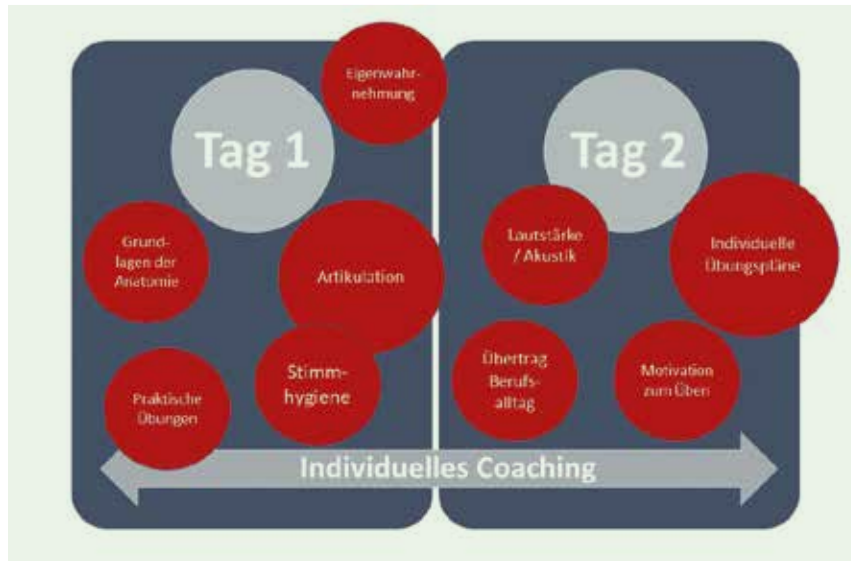 Eigenwahr-
nehmung
Tag 1
Grund-
lagen der
Anatomie
Artikulation
Stimm-
hygiene
Praktische
Übungen
Tag 2
Lautstärke
/ Akustik
Individuelle
Übungspläne
Übertrag
Berufs-
alltag
Motivation
zum Üben
Individuelles Coaching